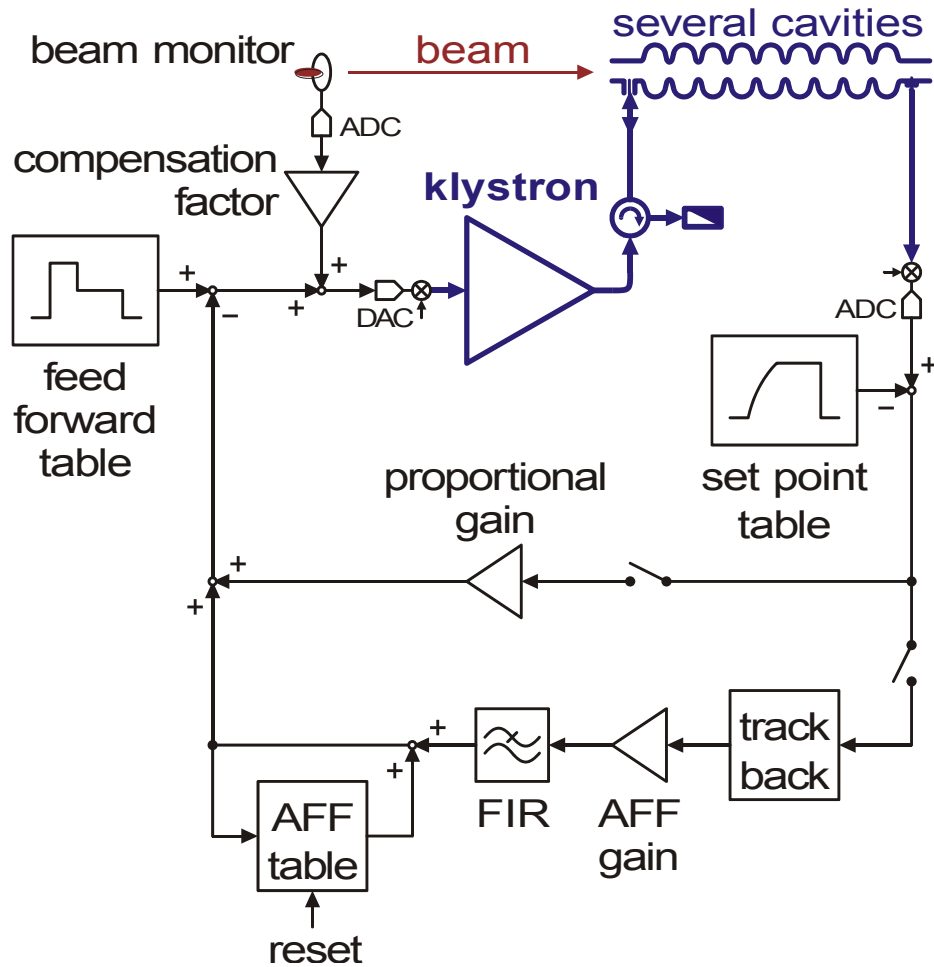 several cavities
beam monitor
beam
ADC
compensation
factor
klystron
+
+
+
−
DAC
ADC
+
−
feed
forward
table
set point
table
proportional
gain
+
+
+
+
track
back
FIR
AFF
gain
AFF
table
reset